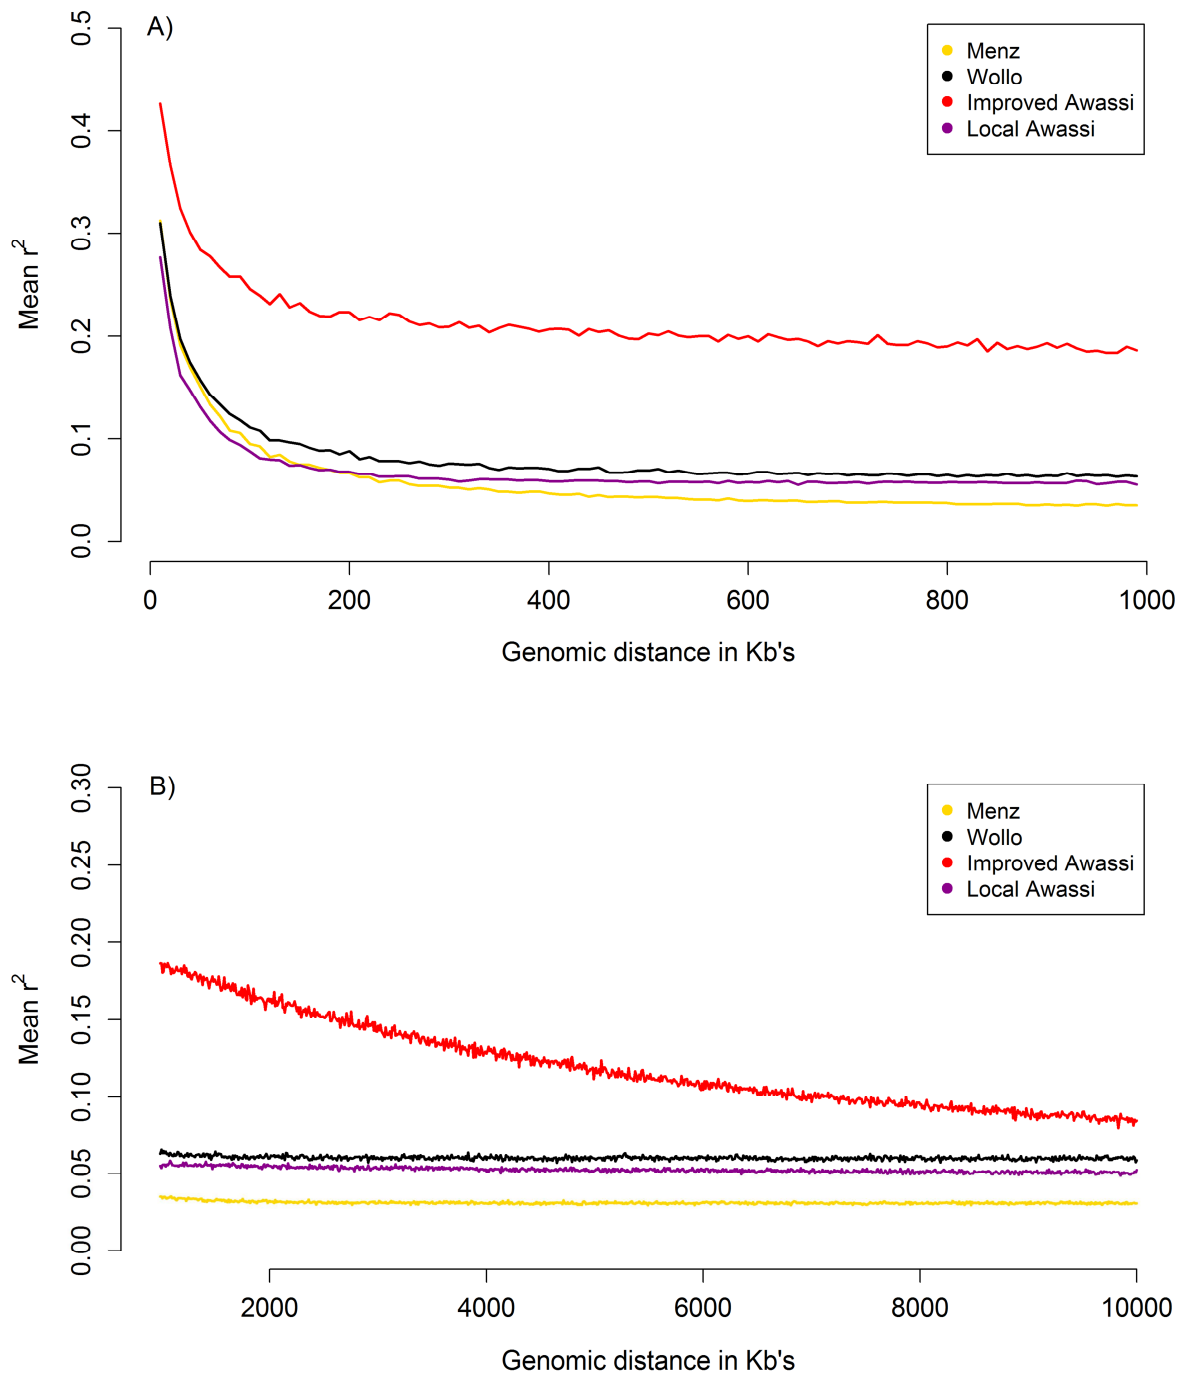 A)
0.5
0.4
0.3
0.2
0.1
0.0
Mean r²
Menz
Wollo
Improved Awassi
Local Awassi
0 200 400 600 800 1000
Genomic distance in Kb's
B)
0.30
0.25
0.20
0.15
0.10
0.05
0.00
Mean r²
Menz
Wollo
Improved Awassi
Local Awassi
2000 4000 6000 8000 10000
Genomic distance in Kb's